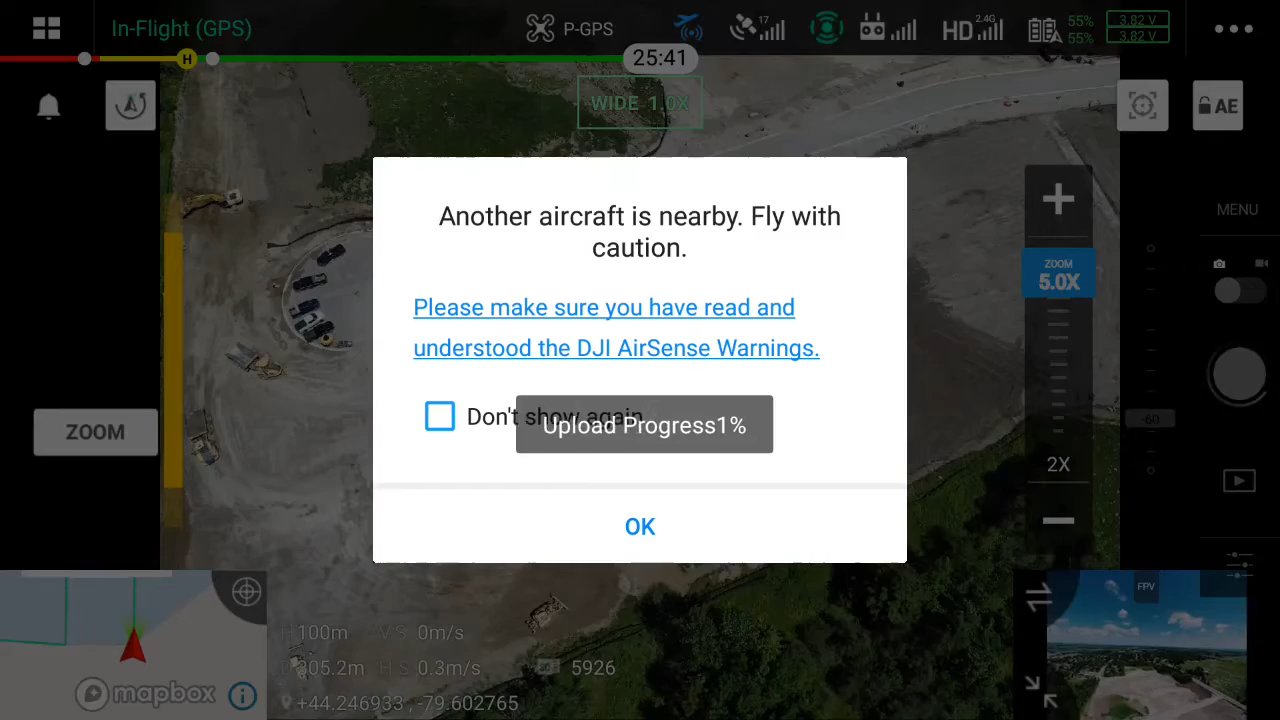 In-Flight (GPS)
P-GPS
17
HD 2.4G
55%
55%
3.82 V
3.82 V
H
25:41
WIDE 1.0X
AE
Another aircraft is nearby. Fly with
caution.
MENU
ZOOM
5.0X
Please make sure you have read and
understood the DJI AirSense Warnings.
Don't show again
Upload Progress1%
ZOOM
-60
2X
OK
FPV
100m V S 0m/s
305.2m H S 0.3m/s
5926
mapbox
+44.246933 , -79.602765